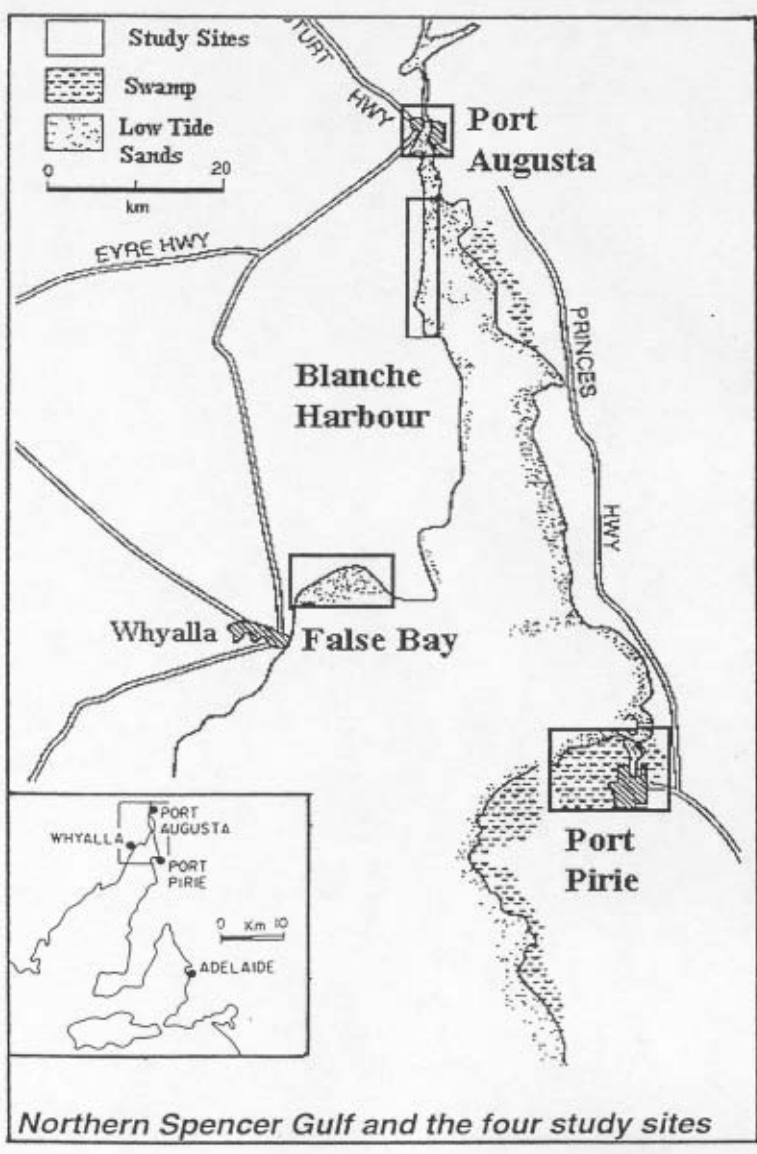 Study Sites
Swamp
Low Tide
Sands
0 20
km
STURT
HWY
Port
Augusta
EYRE HWY
PRINCES
HWY
Blanche
Harbour
Whyalla
False Bay
Port
Pirie
PORT
AUGUSTA
WHYALLA
PORT
PIRIE
0 Km 10
ADELAIDE
Northern Spencer Gulf and the four study sites